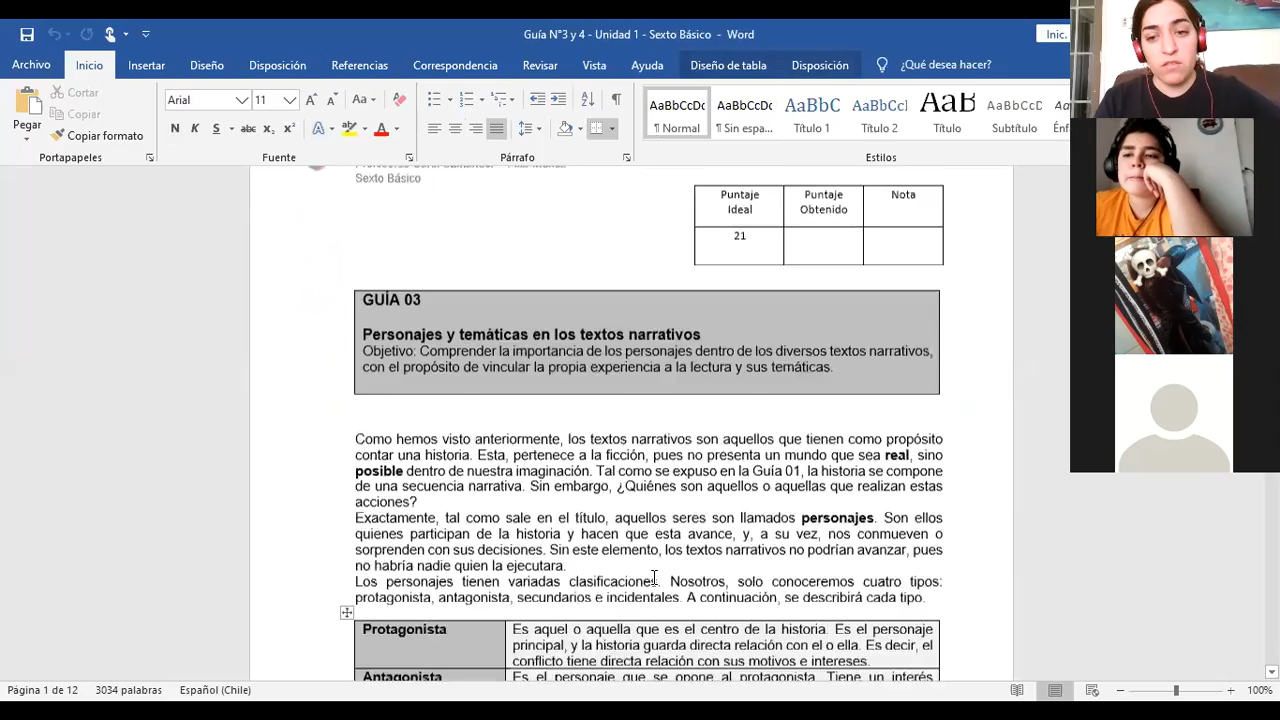 Guía N°3 y 4 - Unidad 1 - Sexto Básico - Word
Inic.
Archivo Inicio Insertar Diseño Disposición Referencias Correspondencia Revisar Vista Ayuda Diseño de tabla Disposición ¿Qué desea hacer?
Pegar
Cortar
Copiar
Copiar formato
Portapapeles
Arial 11
Fuente
Párrafo
AaBbCcDc AaBbCcDc AaBbC AaBbCc AaB AaBbCcD
¶ Normal ¶ Sin espa... Título 1 Título 2 Título Subtítulo
Estilos
Sexto Básico
Puntaje Ideal Puntaje Obtenido Nota
21
GUÍA 03
Personajes y temáticas en los textos narrativos
Objetivo: Comprender la importancia de los personajes dentro de los diversos textos narrativos,
con el propósito de vincular la propia experiencia a la lectura y sus temáticas.
Como hemos visto anteriormente, los textos narrativos son aquellos que tienen como propósito
contar una historia. Esta, pertenece a la ficción, pues no presenta un mundo que sea real, sino
posible dentro de nuestra imaginación. Tal como se expuso en la Guía 01, la historia se compone
de una secuencia narrativa. Sin embargo, ¿Quiénes son aquellos o aquellas que realizan estas
acciones?
Exactamente, tal como sale en el título, aquellos seres son llamados personajes. Son ellos
quienes participan de la historia y hacen que esta avance, y, a su vez, nos conmueven o
sorprenden con sus decisiones. Sin este elemento, los textos narrativos no podrían avanzar, pues
no habría nadie quien la ejecutara.
Los personajes tienen variadas clasificaciones. Nosotros, solo conoceremos cuatro tipos:
protagonista, antagonista, secundarios e incidentales. A continuación, se describirá cada tipo.
Protagonista Es aquel o aquella que es el centro de la historia. Es el personaje
principal, y la historia guarda directa relación con el o ella. Es decir, el
conflicto tiene directa relación con sus motivos e intereses.
Antagonista Es el personaje que se opone al protagonista. Tiene un interés
Página 1 de 12 3034 palabras Español (Chile) 100%